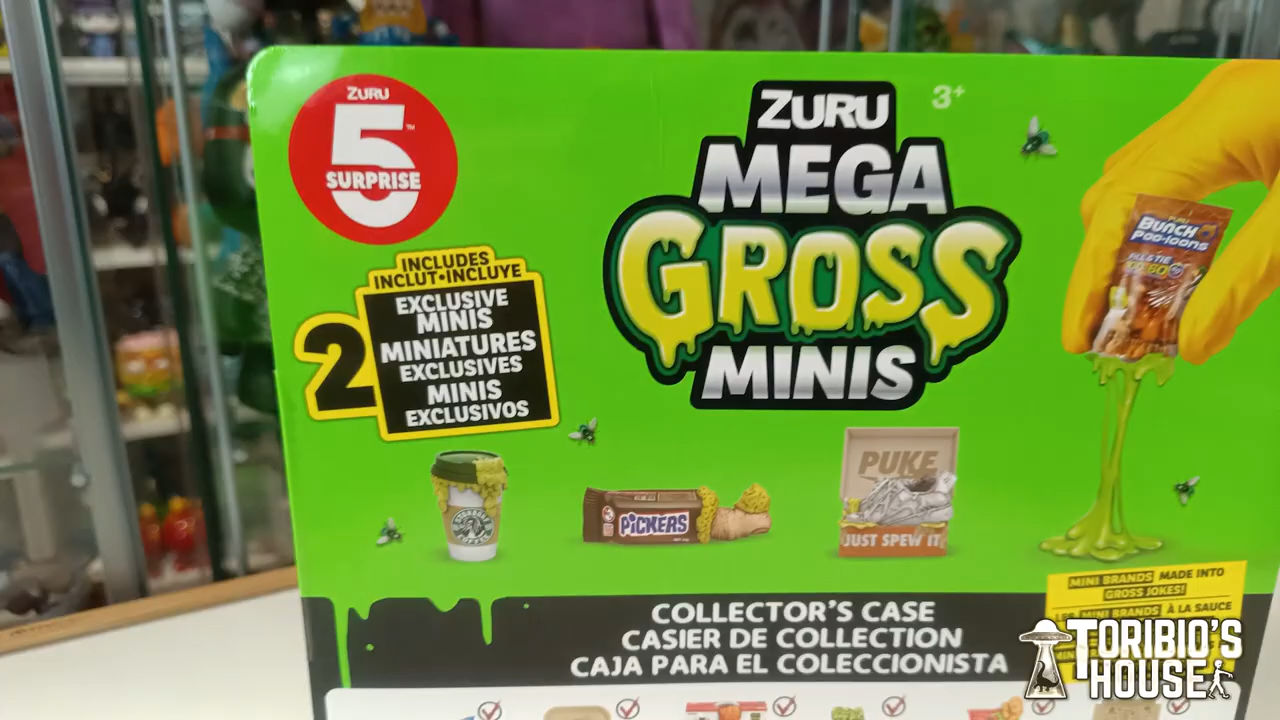 ZURU
5
SURPRISE
ZURU
MEGA
GROSS
MINIS
3+
BUNCH
POO-LOONS
INCLUDES
INCLUT•INCLUYE
2
EXCLUSIVE
MINIS
MINIATURES
EXCLUSIVES
MINIS
EXCLUSIVOS
PICKERS
PUKE
JUST SPEW IT
COLLECTOR'S CASE
CASIER DE COLLECTION
CAJA PARA EL COLECCIONISTA
MINI BRANDS MADE INTO
GROSS JOKES!
MINI BRANDS À LA SAUCE
TORIBIO'S
HOUSE